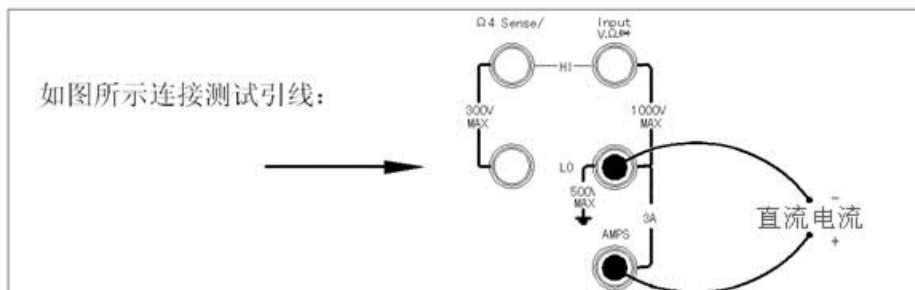 Ω4 Sense/
Input
V.Ω
HI
如图所示连接测试引线：
300V
MAX
1000V
MAX
LO
500V
MAX
3A
AMPS
-
直流电流
+